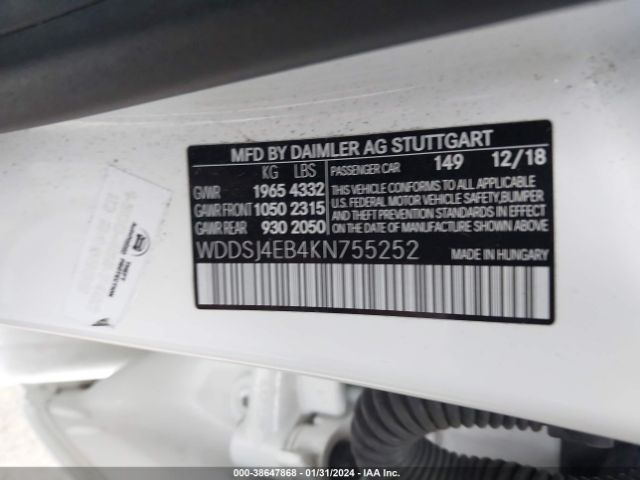 MFD BY DAIMLER AG STUTTGART
KG LBS PASSENGER CAR 149 12/18
GVWR 1965 4332
GAWR FRONT 1050 2315
GAWR REAR 930 2050
THIS VEHICLE COMPLIES WITH ALL APPLICABLE
U.S. FEDERAL MOTOR VEHICLE SAFETY, BUMPER
AND THEFT PREVENTION STANDARDS IN EFFECT
ON THE DATE OF MANUFACTURE SHOWN ABOVE
WDDSJ4EB4KN755252 MADE IN HUNGARY
000-38647868 | 01/31/2024 | IAA Inc.